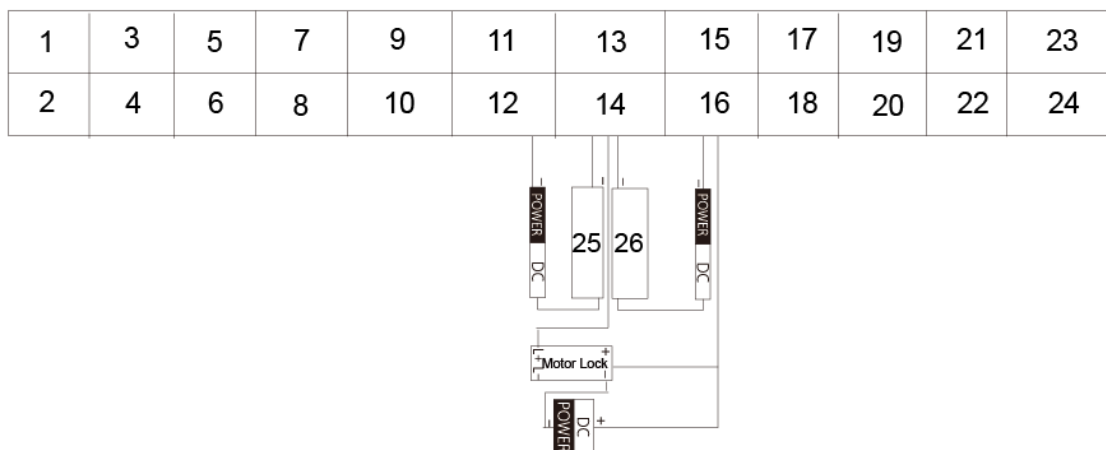 1 3 5 7 9 11 13 15 17 19 21 23
2 4 6 8 10 12 14 16 18 20 22 24
− − − −
POWER DC
25
26
POWER DC
L+L− Motor Lock + −
− POWER DC +